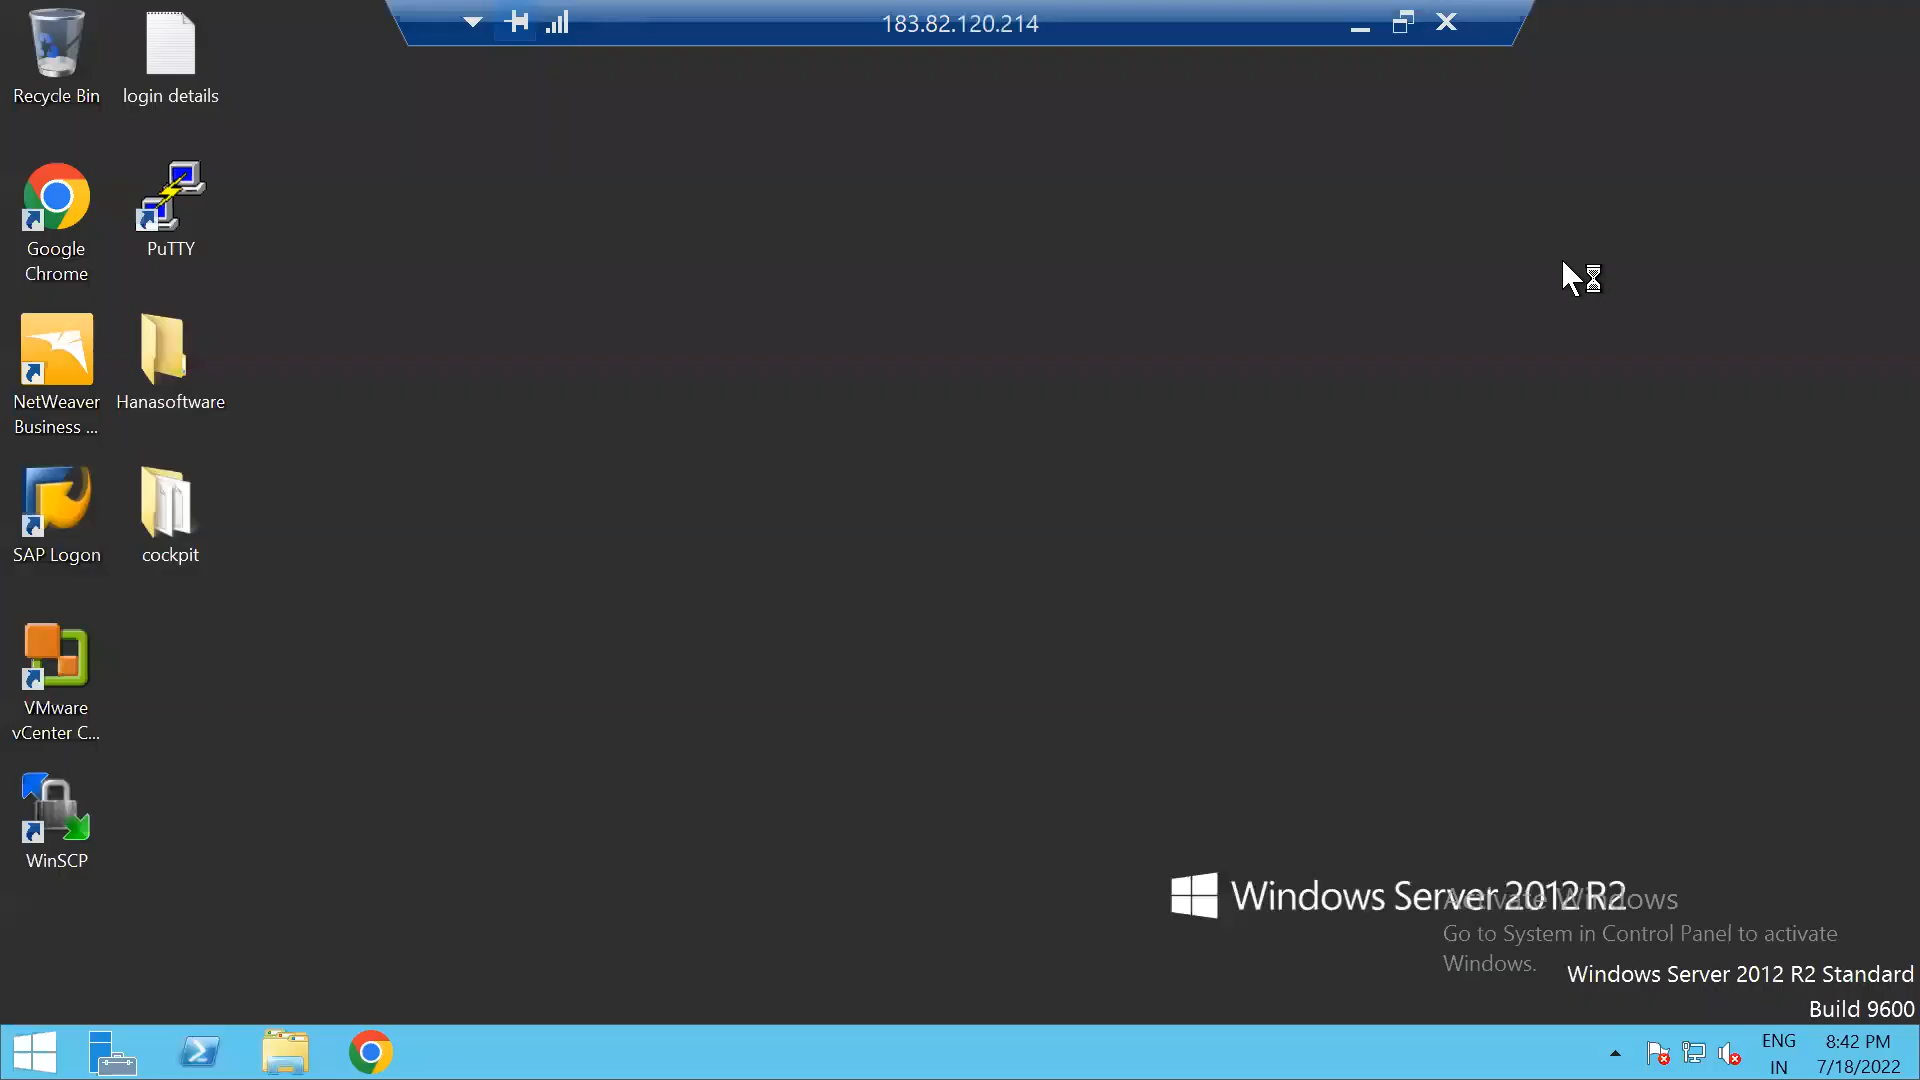 183.82.120.214
Recycle Bin
login details
Google
Chrome
PuTTY
NetWeaver
Business ...
Hanasoftware
SAP Logon
cockpit
VMware
vCenter C...
WinSCP
Windows Server 2012 R2
Activate Windows
Go to System in Control Panel to activate
Windows.
Windows Server 2012 R2 Standard
Build 9600
ENG
IN
8:42 PM
7/18/2022